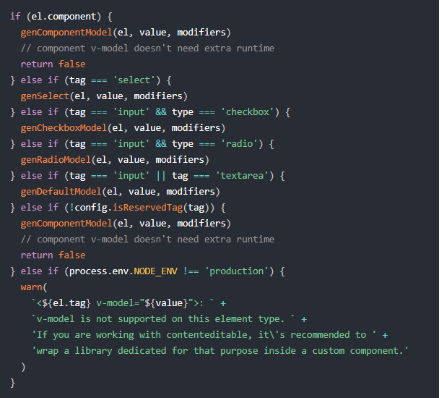 if (el.component) {
genComponentModel(el, value, modifiers)
// component v-model doesn't need extra runtime
return false
} else if (tag === 'select') {
genSelect(el, value, modifiers)
} else if (tag === 'input' && type === 'checkbox') {
genCheckboxModel(el, value, modifiers)
} else if (tag === 'input' && type === 'radio') {
genRadioModel(el, value, modifiers)
} else if (tag === 'input' || tag === 'textarea') {
genDefaultModel(el, value, modifiers)
} else if (!config.isReservedTag(tag)) {
genComponentModel(el, value, modifiers)
// component v-model doesn't need extra runtime
return false
} else if (process.env.NODE_ENV !== 'production') {
warn(
`<${el.tag} v-model="${value}">: ` +
`v-model is not supported on this element type. ` +
'If you are working with contenteditable, it\'s recommended to ' +
'wrap a library dedicated for that purpose inside a custom component.'
)
}